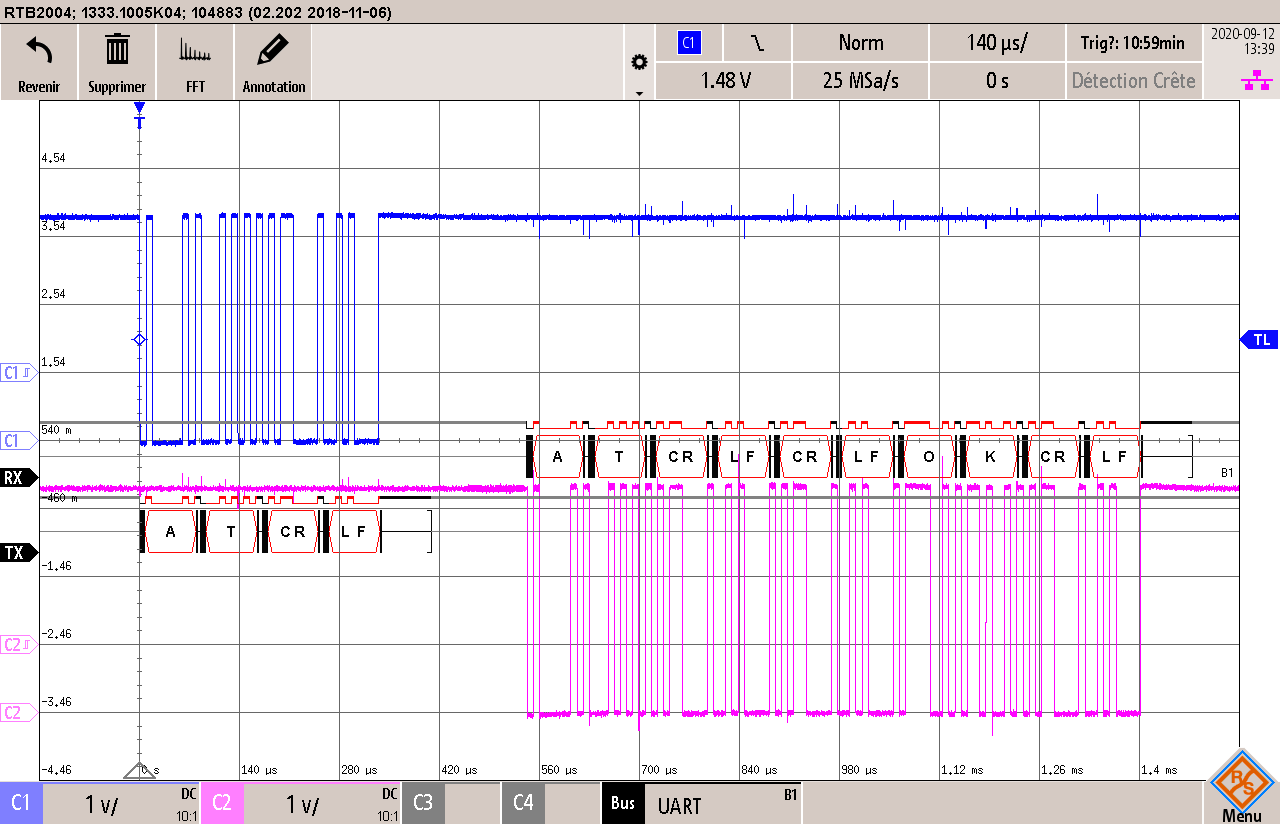 RTB2004; 1333.1005K04; 104883 (02.202 2018-11-06)
Revenir
Supprimer
FFT
Annotation
C1
Norm
140 µs/
Trig?: 10:59min
2020-09-12
13:39
1.48 V
25 MSa/s
0 s
Détection Crête
T
4.54
3.54
2.54
1.54
540 m
-460 m
-1.46
-2.46
-3.46
-4.46
TL
C1
C1
RX
TX
C2
C2
A T CR LF CR LF O K CR LF
B1
A T CR LF
0 s
140 µs
280 µs
420 µs
560 µs
700 µs
840 µs
980 µs
1.12 ms
1.26 ms
1.4 ms
C1
1 V/
DC
10:1
C2
1 V/
DC
10:1
C3
C4
Bus
UART
B1
R S
Menu